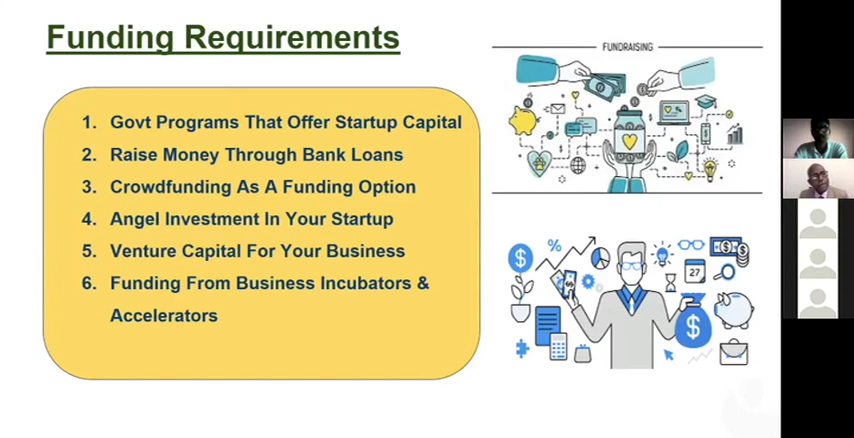 Funding Requirements
1. Govt Programs That Offer Startup Capital
2. Raise Money Through Bank Loans
3. Crowdfunding As A Funding Option
4. Angel Investment In Your Startup
5. Venture Capital For Your Business
6. Funding From Business Incubators &
Accelerators
FUNDRAISING
$
%
$
27
$